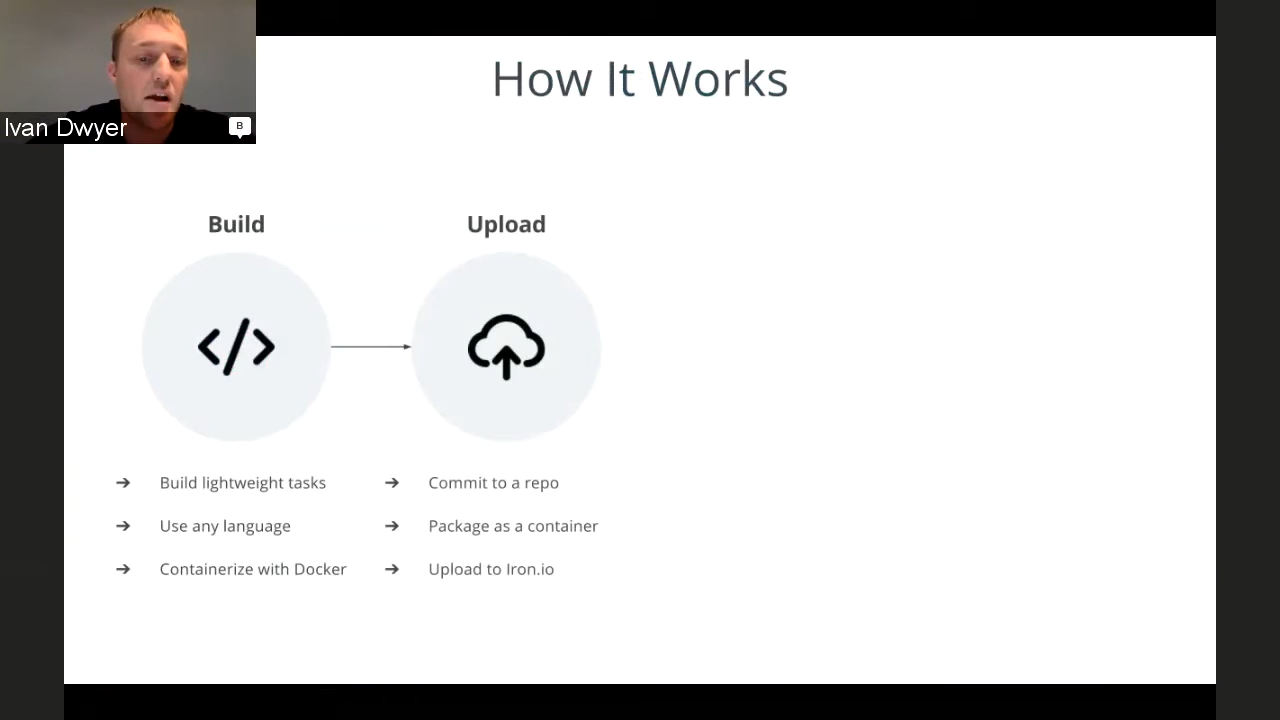 How It Works
Ivan Dwyer
B
Build
Upload
</>
→ Build lightweight tasks
→ Use any language
→ Containerize with Docker
→ Commit to a repo
→ Package as a container
→ Upload to Iron.io